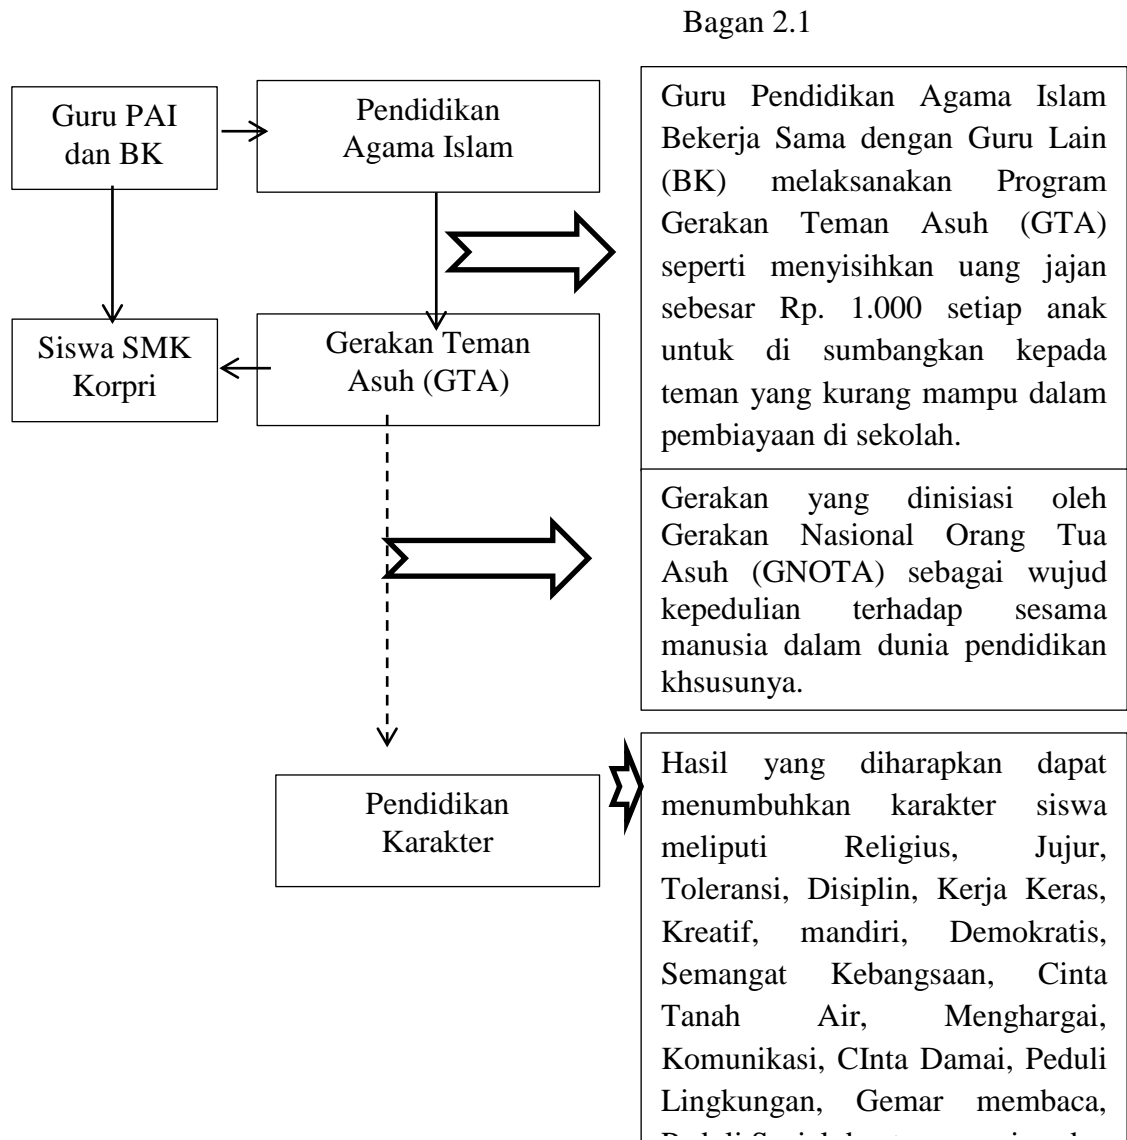 Bagan 2.1
Guru PAI
dan BK
Pendidikan
Agama Islam
Guru Pendidikan Agama Islam
Bekerja Sama dengan Guru Lain
(BK) melaksanakan Program
Gerakan Teman Asuh (GTA)
seperti menyisihkan uang jajan
sebesar Rp. 1.000 setiap anak
untuk di sumbangkan kepada
teman yang kurang mampu dalam
pembiayaan di sekolah.
Siswa SMK
Korpri
Gerakan Teman
Asuh (GTA)
Gerakan yang dinisiasi oleh
Gerakan Nasional Orang Tua
Asuh (GNOTA) sebagai wujud
kepedulian terhadap sesama
manusia dalam dunia pendidikan
khsusunya.
Pendidikan
Karakter
Hasil yang diharapkan dapat
menumbuhkan karakter siswa
meliputi Religius, Jujur,
Toleransi, Disiplin, Kerja Keras,
Kreatif, mandiri, Demokratis,
Semangat Kebangsaan, Cinta
Tanah Air, Menghargai,
Komunikasi, CInta Damai, Peduli
Lingkungan, Gemar membaca,